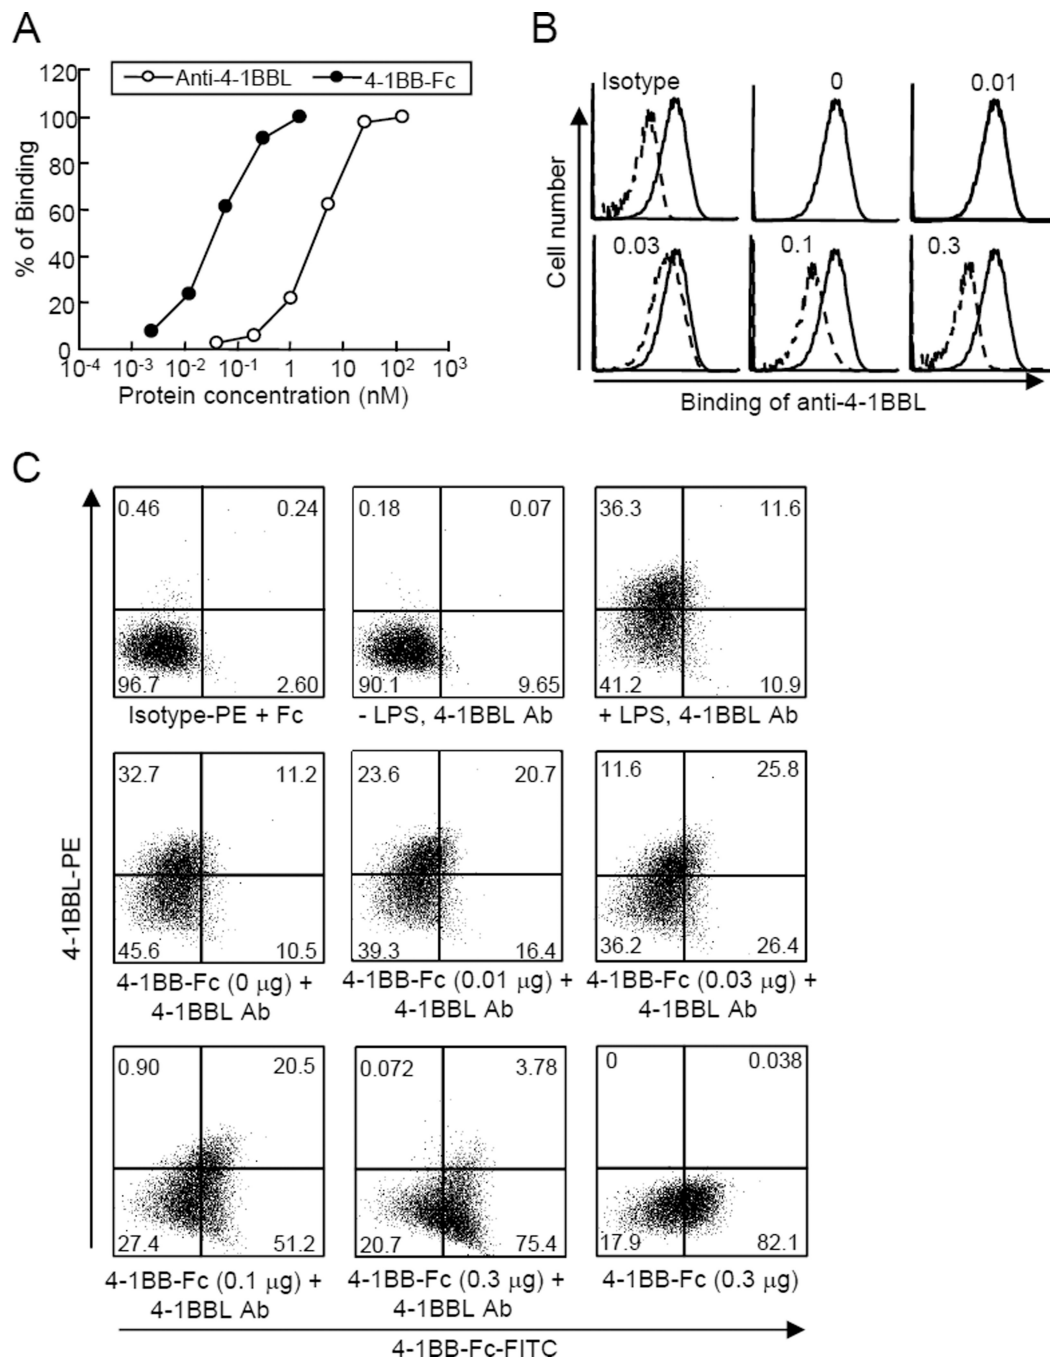 A
120
100
80
60
40
20
0
% of Binding
Anti-4-1BBL
4-1BB-Fc
10-4
10-3
10-2
10-1
1
10
102
103
Protein concentration (nM)
B
Isotype
0
0.01
0.03
0.1
0.3
Cell number
Binding of anti-4-1BBL
C
0.46 0.24
96.7 2.60
Isotype-PE + Fc
0.18 0.07
90.1 9.65
- LPS, 4-1BBL Ab
36.3 11.6
41.2 10.9
+ LPS, 4-1BBL Ab
32.7 11.2
45.6 10.5
4-1BB-Fc (0 μg) +
4-1BBL Ab
23.6 20.7
39.3 16.4
4-1BB-Fc (0.01 μg) +
4-1BBL Ab
11.6 25.8
36.2 26.4
4-1BB-Fc (0.03 μg) +
4-1BBL Ab
0.90 20.5
27.4 51.2
4-1BB-Fc (0.1 μg) +
4-1BBL Ab
0.072 3.78
20.7 75.4
4-1BB-Fc (0.3 μg) +
4-1BBL Ab
0 0.038
17.9 82.1
4-1BB-Fc (0.3 μg)
4-1BBL-PE
4-1BB-Fc-FITC